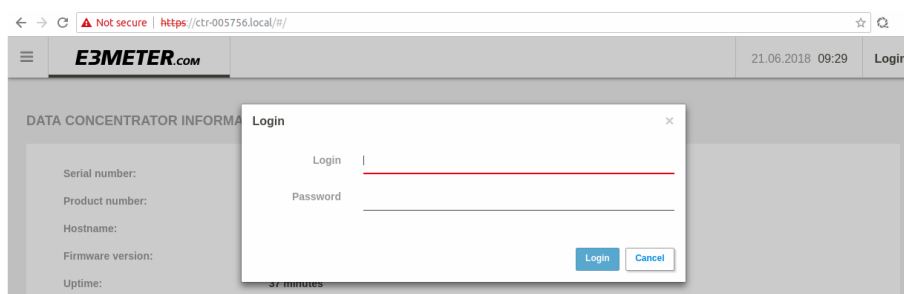 Not secure | https://ctr-005756.local/#/
E3METER.COM
21.06.2018 09:29
Login
DATA CONCENTRATOR INFORMA
Login
×
Login
Password
Login
Cancel
Serial number:
Product number:
Hostname:
Firmware version:
Uptime:
37 minutes